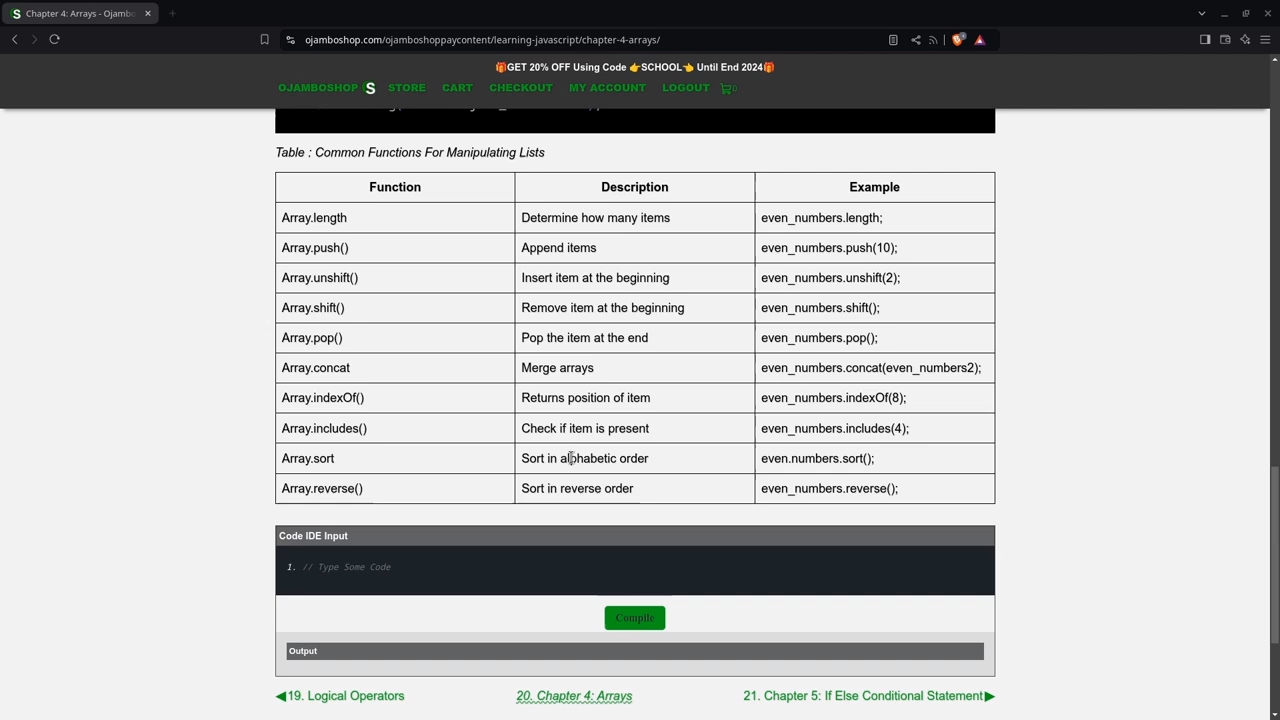 Chapter 4: Arrays - Ojambo
ojamboshop.com/ojamboshoppaycontent/learning-javascript/chapter-4-arrays/
🎁GET 20% OFF Using Code 👉SCHOOL👈 Until End 2024🎁
OJAMBOSHOP S STORE CART CHECKOUT MY ACCOUNT LOGOUT 0
Table : Common Functions For Manipulating Lists
Function Description Example
Array.length Determine how many items even_numbers.length;
Array.push() Append items even_numbers.push(10);
Array.unshift() Insert item at the beginning even_numbers.unshift(2);
Array.shift() Remove item at the beginning even_numbers.shift();
Array.pop() Pop the item at the end even_numbers.pop();
Array.concat Merge arrays even_numbers.concat(even_numbers2);
Array.indexOf() Returns position of item even_numbers.indexOf(8);
Array.includes() Check if item is present even_numbers.includes(4);
Array.sort Sort in alphabetic order even.numbers.sort();
Array.reverse() Sort in reverse order even_numbers.reverse();
Code IDE Input
1. // Type Some Code
Compile
Output
◀19. Logical Operators 20. Chapter 4: Arrays 21. Chapter 5: If Else Conditional Statement▶